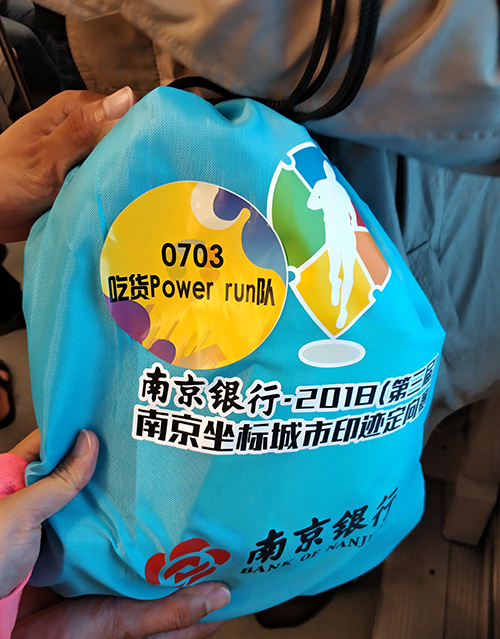 0703
吃货Power run队
南京银行-2018(第三届
南京坐标城市印迹定向赛
南京银行
BANK OF NANJ